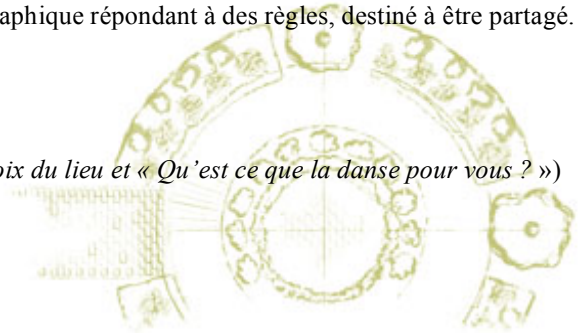 aphique répondant à des règles, destiné à être partagé.
oix du lieu et « Qu’est ce que la danse pour vous ? »)